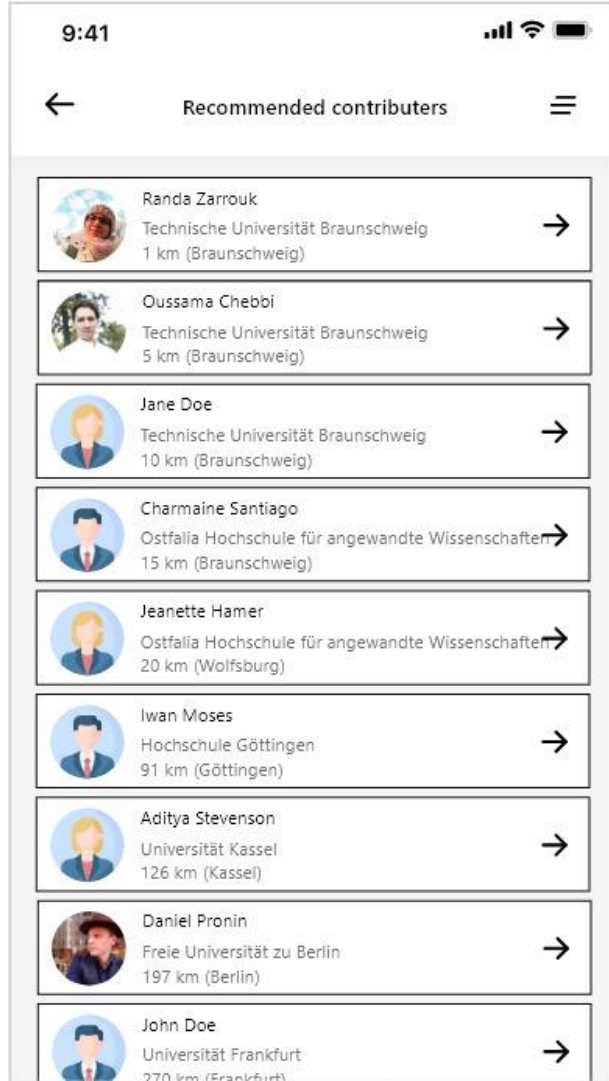 9:41
Recommended contributers
Randa Zarrouk
Technische Universität Braunschweig
1 km (Braunschweig)
Oussama Chebbi
Technische Universität Braunschweig
5 km (Braunschweig)
Jane Doe
Technische Universität Braunschweig
10 km (Braunschweig)
Charmaine Santiago
Ostfalia Hochschule für angewandte Wissenschaften
15 km (Braunschweig)
Jeanette Hamer
Ostfalia Hochschule für angewandte Wissenschaften
20 km (Wolfsburg)
Iwan Moses
Hochschule Göttingen
91 km (Göttingen)
Aditya Stevenson
Universität Kassel
126 km (Kassel)
Daniel Pronin
Freie Universität zu Berlin
197 km (Berlin)
John Doe
Universität Frankfurt
270 km (Frankfurt)